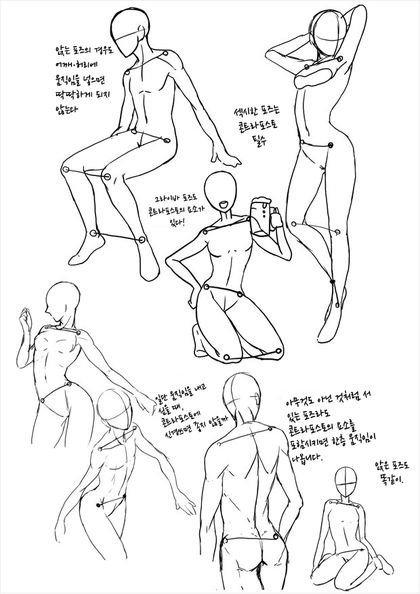 앉는 포즈의 경우도
어깨·허리에
움직임을 넣으면
딱딱하게 되지
않는다
섹시한 포즈는
콘트라포스토
필수
그라비아 포즈도
콘트라포스토의 요소가
있다!
일단 움직임을 내고
싶을 때,
콘트라포스토에
신경쓰면 좋지 않을까
아무것도 아닌 것처럼 서
있는 포즈라도
콘트라포스토의 요소를
포함시키면 한층 움직임이
나옵니다.
앉은 포즈도
똑같이.